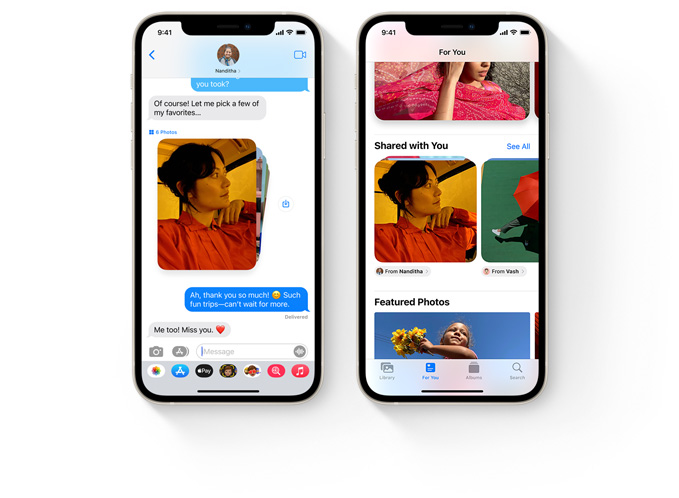 9:41
Nanditha
you took?
Of course! Let me pick a few of
my favorites...
6 Photos
Ah, thank you so much! 🥰 Such
fun trips—can't wait for more.
Delivered
Me too! Miss you. ❤️
Message
Pay
9:41
For You
Shared with You
See All
From Nanditha
From Vash
Featured Photos
Library
For You
Albums
Search